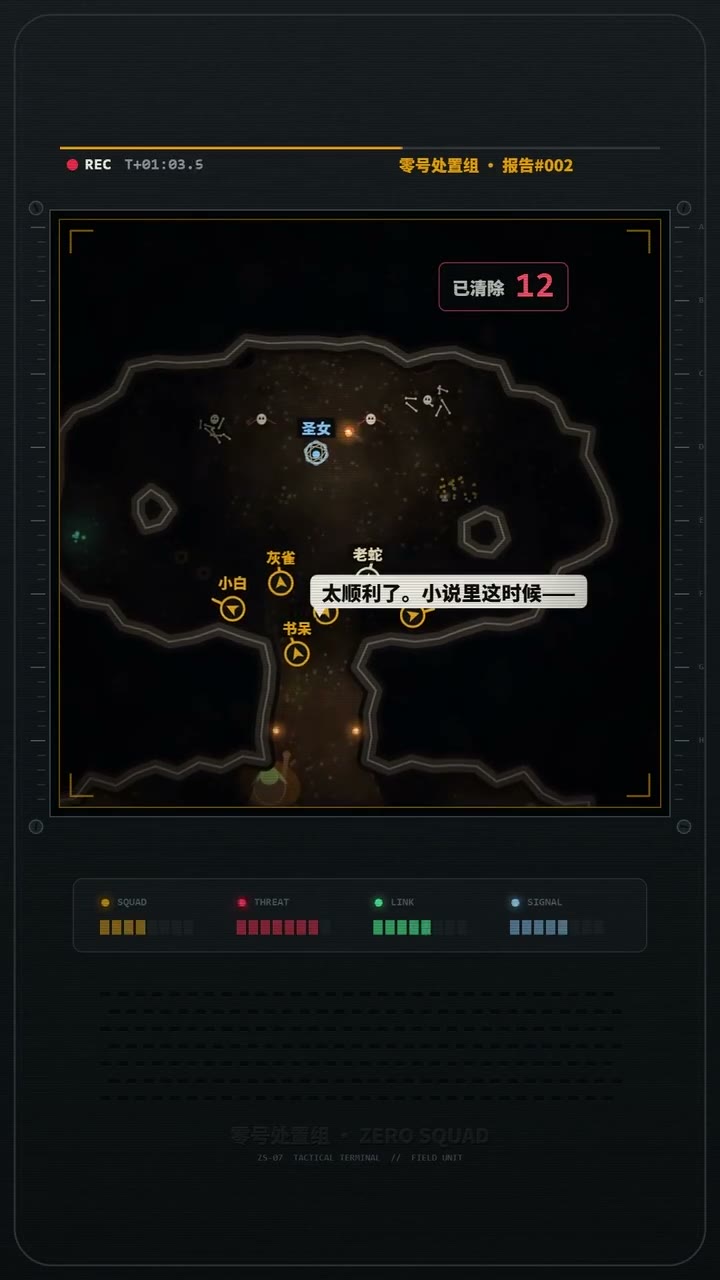 REC T+01:03.5
零号处置组 · 报告#002
已清除 12
圣女
灰雀
老蛇
小白
太顺利了。小说里这时候——
书呆
SQUAD THREAT LINK SIGNAL
零号处置组 · ZERO SQUAD
ZS-07 TACTICAL TERMINAL // FIELD UNIT